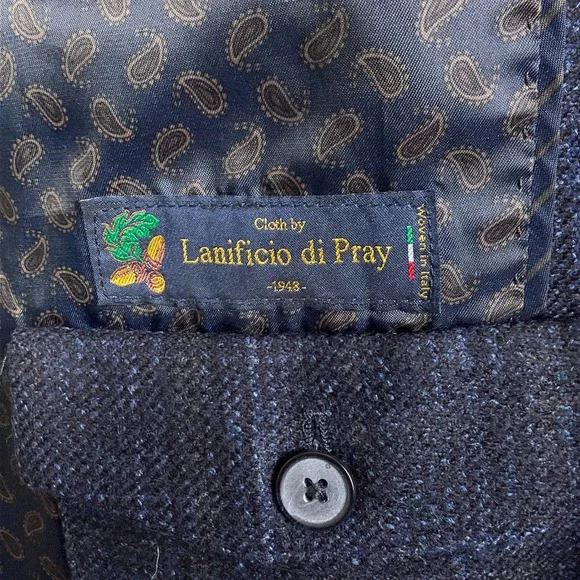 Cloth by
Lanificio di Pray
-1948-
Woven in Italy